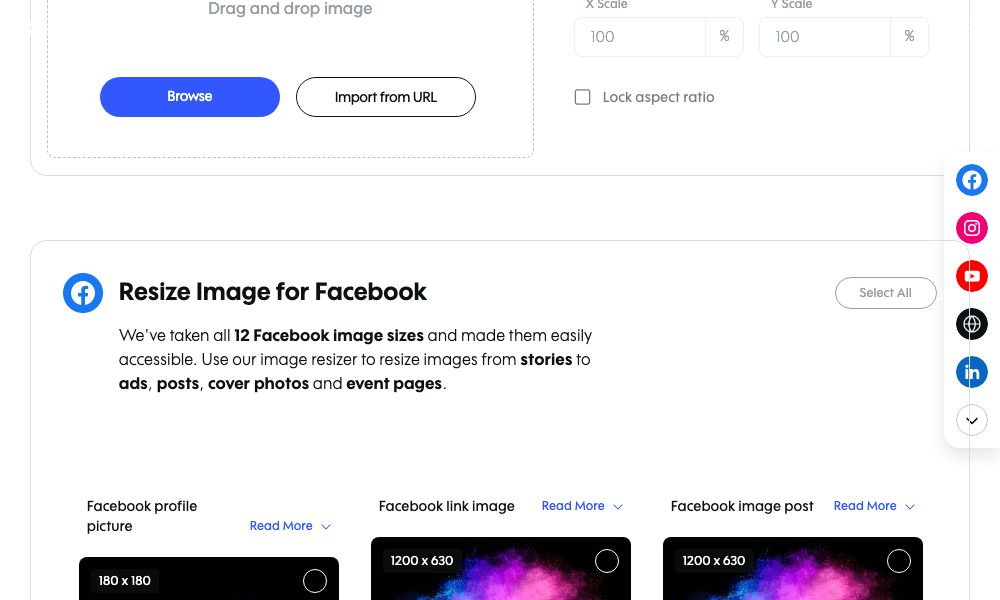 Drag and drop image
X Scale
Y Scale
100
%
100
%
Browse
Import from URL
Lock aspect ratio
Resize Image for Facebook
Select All
We've taken all 12 Facebook image sizes and made them easily
accessible. Use our image resizer to resize images from stories to
ads, posts, cover photos and event pages.
in
Facebook profile
picture
Read More
Facebook link image
Read More
Facebook image post
Read More
180 x 180
1200 x 630
1200 x 630